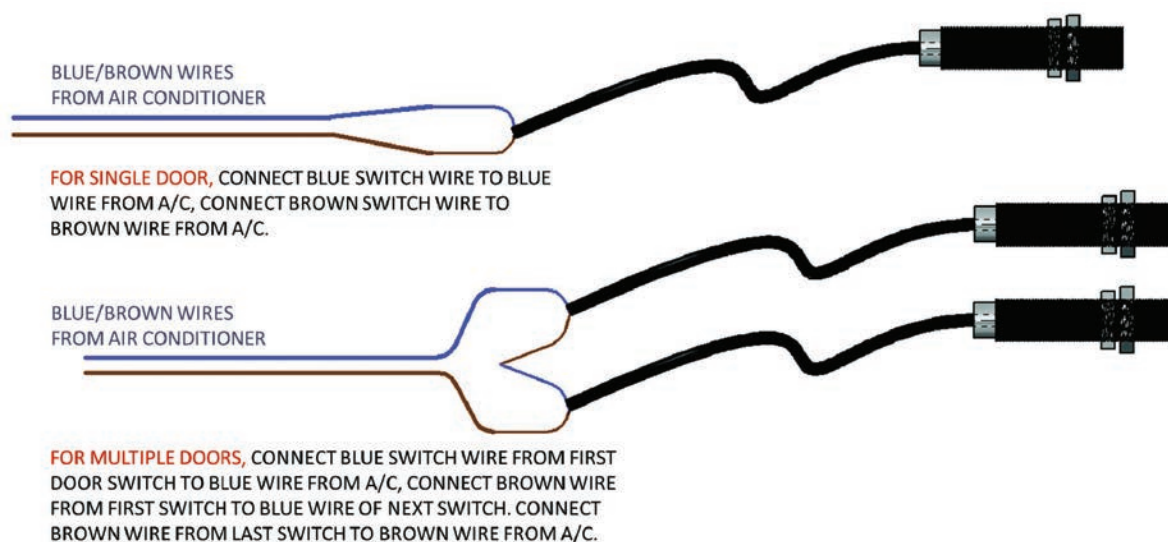 BLUE/BROWN WIRES
FROM AIR CONDITIONER
FOR SINGLE DOOR, CONNECT BLUE SWITCH WIRE TO BLUE
WIRE FROM A/C, CONNECT BROWN SWITCH WIRE TO
BROWN WIRE FROM A/C.
BLUE/BROWN WIRES
FROM AIR CONDITIONER
FOR MULTIPLE DOORS, CONNECT BLUE SWITCH WIRE FROM FIRST
DOOR SWITCH TO BLUE WIRE FROM A/C, CONNECT BROWN WIRE
FROM FIRST SWITCH TO BLUE WIRE OF NEXT SWITCH. CONNECT
BROWN WIRE FROM LAST SWITCH TO BROWN WIRE FROM A/C.